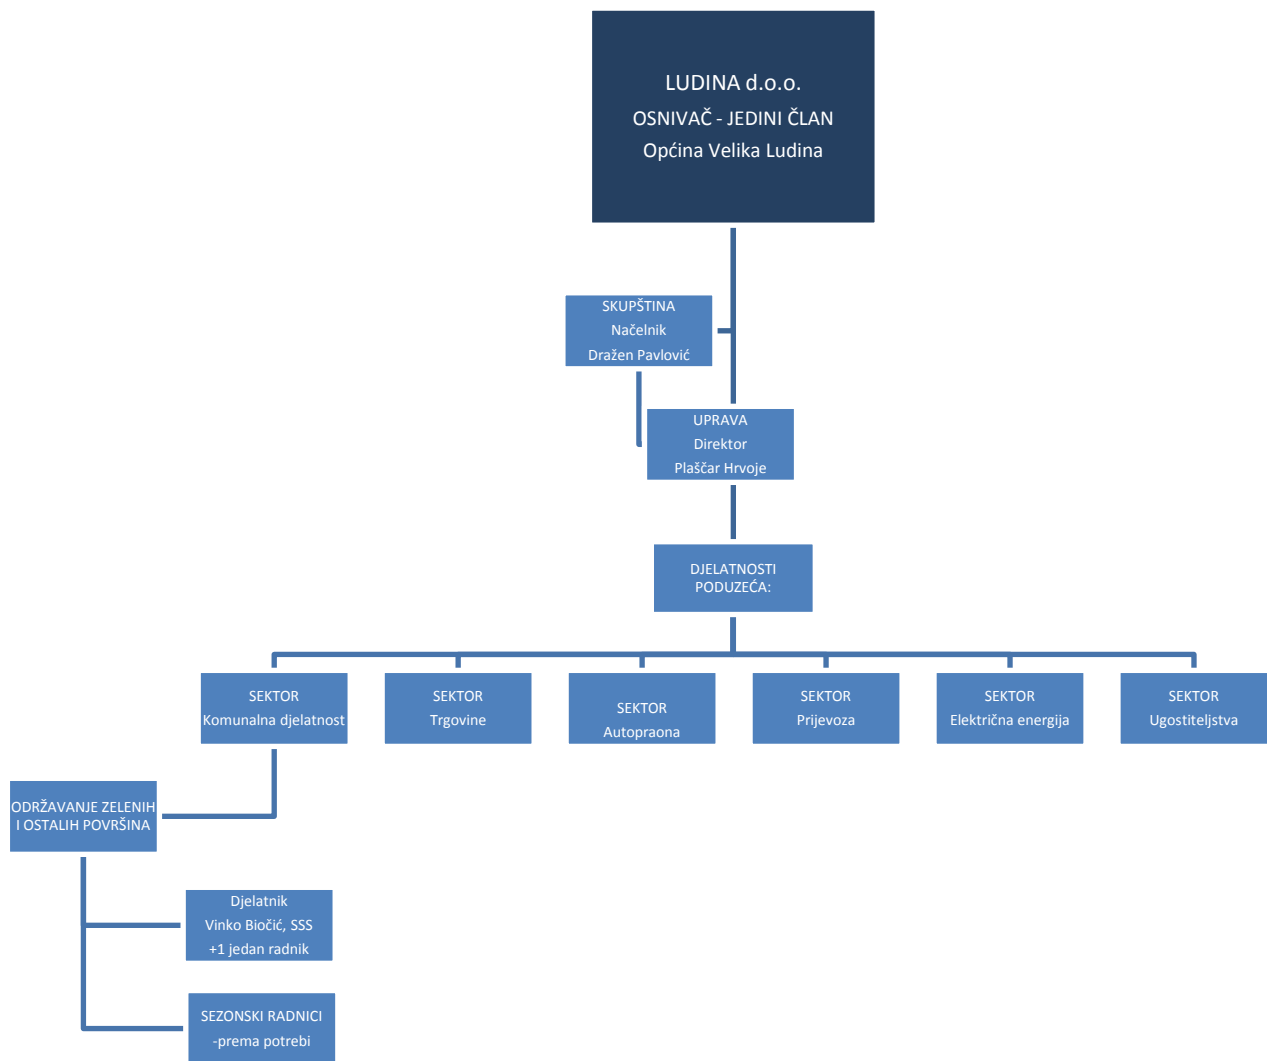 LUDINA d.o.o.
OSNIVAČ - JEDINI ČLAN
Općina Velika Ludina
SKUPŠTINA
Načelnik
Dražen Pavlović
UPRAVA
Direktor
Plaščar Hrvoje
DJELATNOSTI
PODUZEĆA:
SEKTOR
Komunalna djelatnost
SEKTOR
Trgovine
SEKTOR
Autopraona
SEKTOR
Prijevoza
SEKTOR
Električna energija
SEKTOR
Ugostiteljstva
ODRŽAVANJE ZELENIH
I OSTALIH POVRŠINA
Djelatnik
Vinko Biočić, SSS
+1 jedan radnik
SEZONSKI RADNICI
-prema potrebi